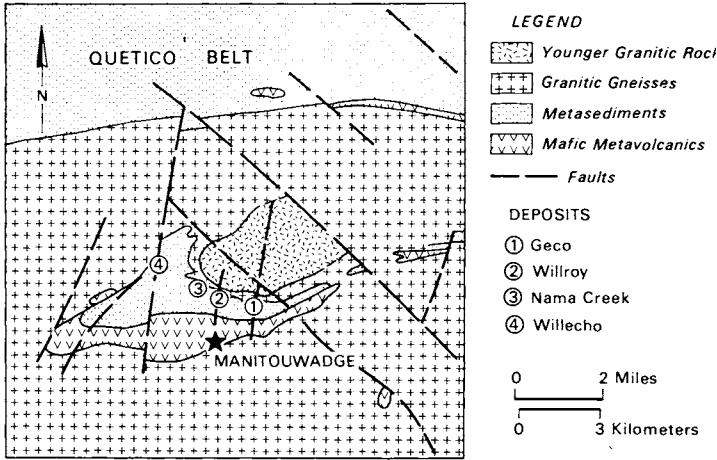 QUETICO BELT
N
4
3
2
1
MANITOUWADGE
LEGEND
Younger Granitic Rock
Granitic Gneisses
Metasediments
Mafic Metavolcanics
Faults
DEPOSITS
1 Geco
2 Willroy
3 Nama Creek
4 Willecho
0 2 Miles
0 3 Kilometers